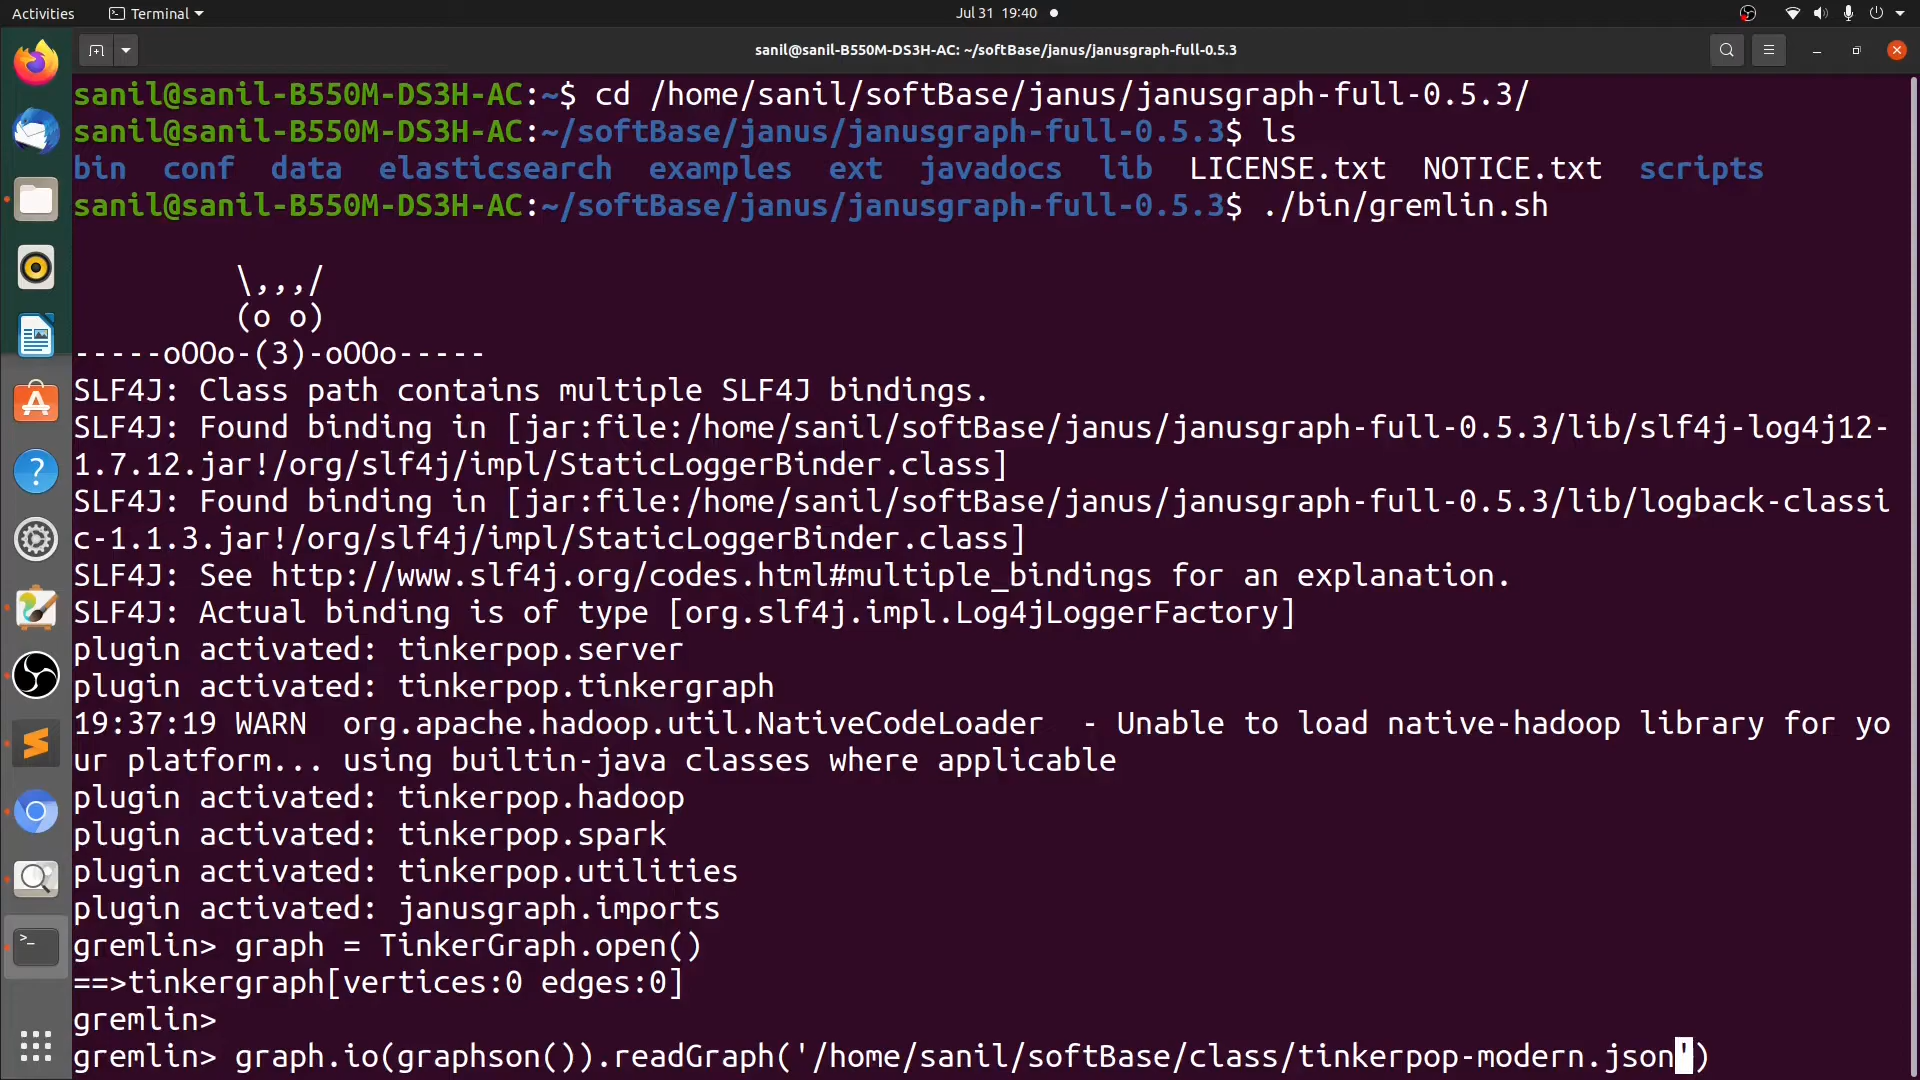 Activities
Terminal
Jul 31 19:40
sanil@sanil-B550M-DS3H-AC: ~/softBase/janus/janusgraph-full-0.5.3
sanil@sanil-B550M-DS3H-AC:~$ cd /home/sanil/softBase/janus/janusgraph-full-0.5.3/
sanil@sanil-B550M-DS3H-AC:~/softBase/janus/janusgraph-full-0.5.3$ ls
bin conf data elasticsearch examples ext javadocs lib LICENSE.txt NOTICE.txt scripts
sanil@sanil-B550M-DS3H-AC:~/softBase/janus/janusgraph-full-0.5.3$ ./bin/gremlin.sh
\,,,/
(o o)
-----oOOo-(3)-oOOo-----
SLF4J: Class path contains multiple SLF4J bindings.
SLF4J: Found binding in [jar:file:/home/sanil/softBase/janus/janusgraph-full-0.5.3/lib/slf4j-log4j12-
1.7.12.jar!/org/slf4j/impl/StaticLoggerBinder.class]
SLF4J: Found binding in [jar:file:/home/sanil/softBase/janus/janusgraph-full-0.5.3/lib/logback-classi
c-1.1.3.jar!/org/slf4j/impl/StaticLoggerBinder.class]
SLF4J: See http://www.slf4j.org/codes.html#multiple_bindings for an explanation.
SLF4J: Actual binding is of type [org.slf4j.impl.Log4jLoggerFactory]
plugin activated: tinkerpop.server
plugin activated: tinkerpop.tinkergraph
19:37:19 WARN  org.apache.hadoop.util.NativeCodeLoader  - Unable to load native-hadoop library for yo
ur platform... using builtin-java classes where applicable
plugin activated: tinkerpop.hadoop
plugin activated: tinkerpop.spark
plugin activated: tinkerpop.utilities
plugin activated: janusgraph.imports
gremlin> graph = TinkerGraph.open()
==>tinkergraph[vertices:0 edges:0]
gremlin>
gremlin> graph.io(graphson()).readGraph('/home/sanil/softBase/class/tinkerpop-modern.json')